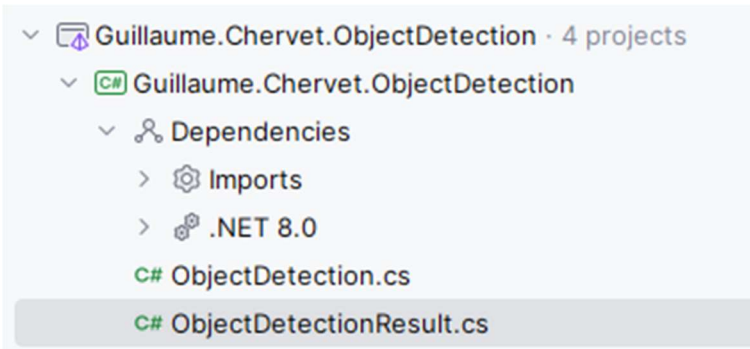 Guillaume.Chervet.ObjectDetection · 4 projects
C# Guillaume.Chervet.ObjectDetection
Dependencies
Imports
.NET 8.0
C# ObjectDetection.cs
C# ObjectDetectionResult.cs